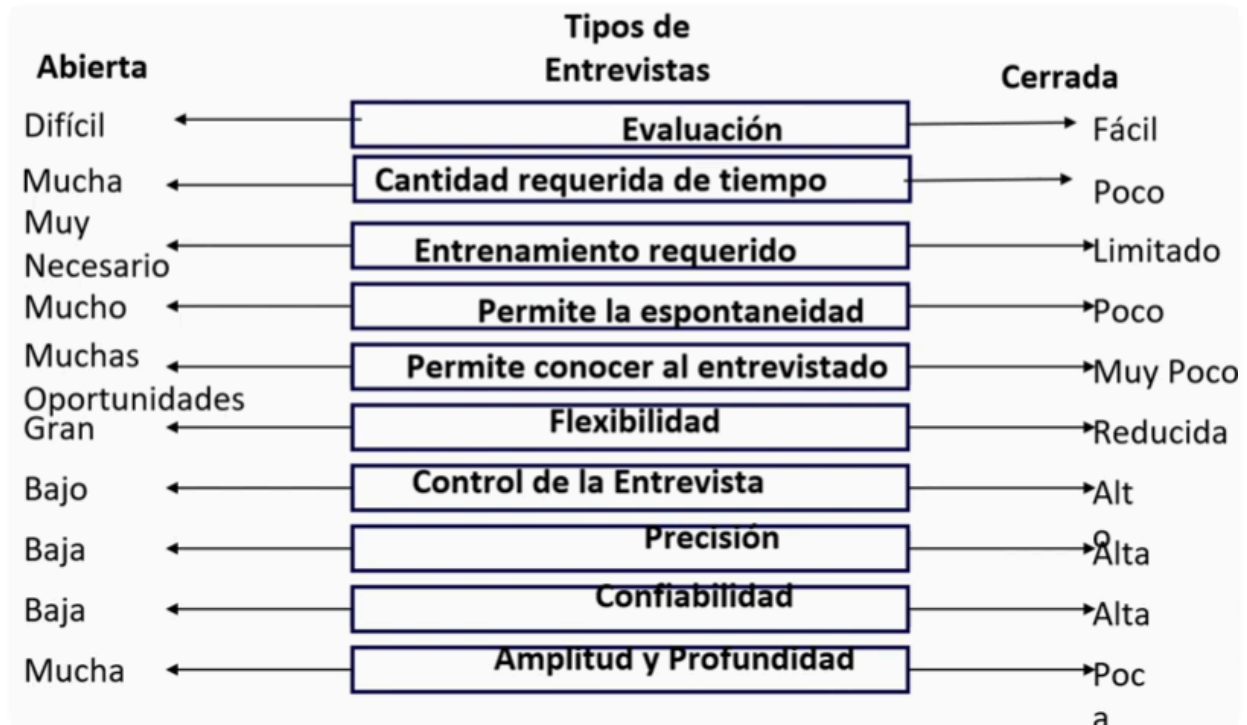 Tipos de
Entrevistas
Abierta
Cerrada
Difícil
Evaluación
Fácil
Mucha
Cantidad requerida de tiempo
Poco
Muy
Necesario
Entrenamiento requerido
Limitado
Mucho
Permite la espontaneidad
Poco
Muchas
Oportunidades
Permite conocer al entrevistado
Muy Poco
Gran
Flexibilidad
Reducida
Bajo
Control de la Entrevista
Alt
o
Baja
Precisión
Alta
Baja
Confiabilidad
Alta
Mucha
Amplitud y Profundidad
Poc
a